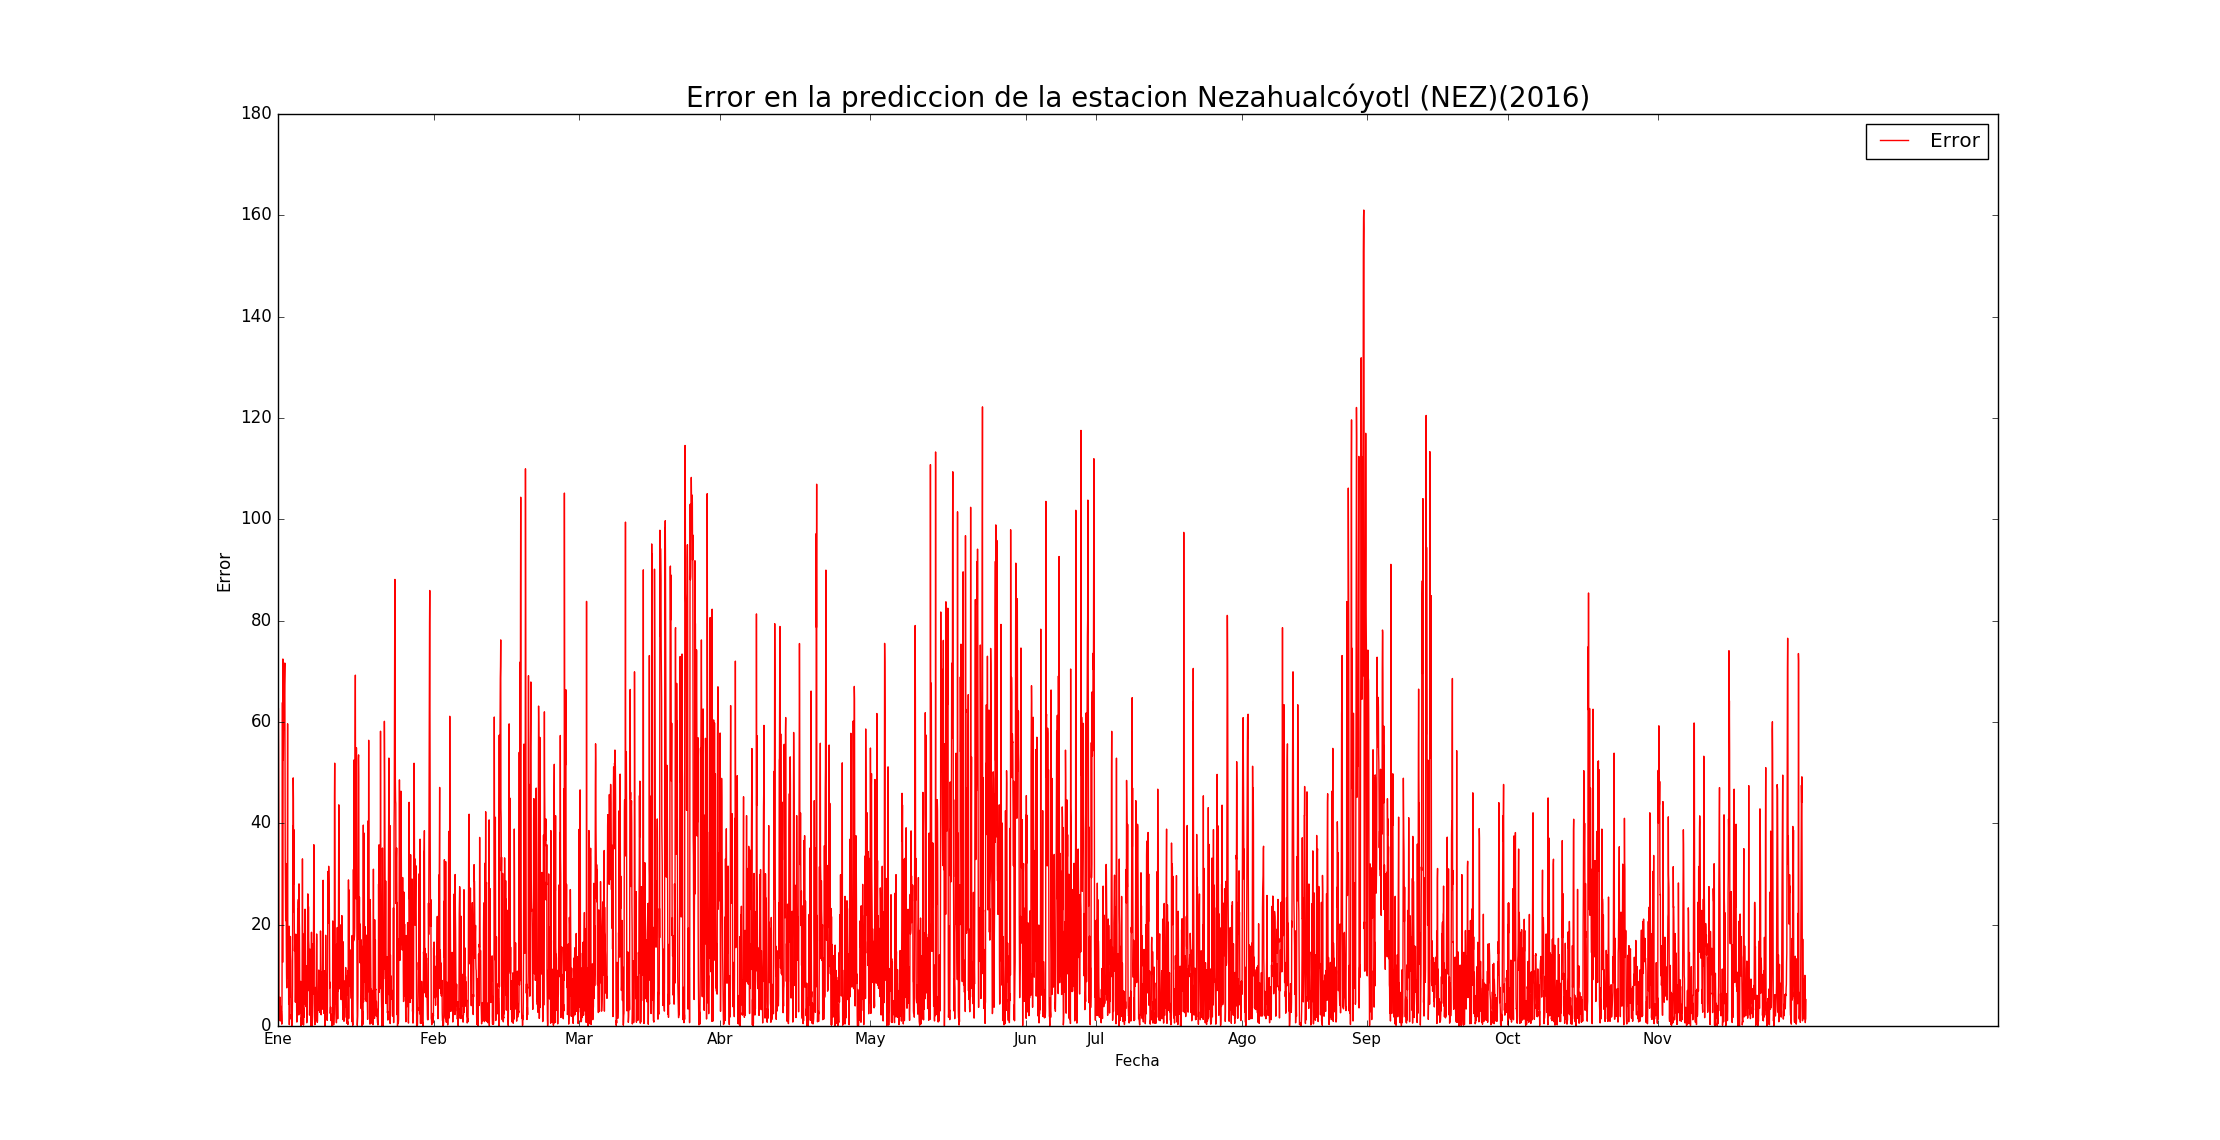 Error en la prediccion de la estacion Nezahualcóyotl (NEZ)(2016)
Error
180
160
140
120
100
80
60
40
20
0
Error
Ene Feb Mar Abr May Jun Jul Ago Sep Oct Nov
Fecha